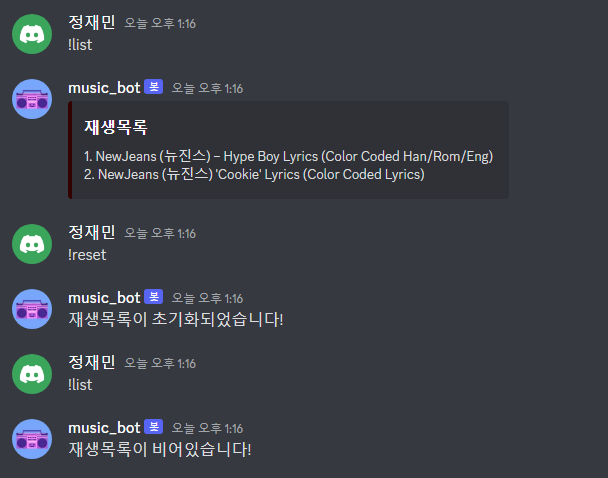 정재민 오늘 오후 1:16
!list
music_bot 봇 오늘 오후 1:16
재생목록
1. NewJeans (뉴진스) – Hype Boy Lyrics (Color Coded Han/Rom/Eng)
2. NewJeans (뉴진스) 'Cookie' Lyrics (Color Coded Lyrics)
정재민 오늘 오후 1:16
!reset
music_bot 봇 오늘 오후 1:16
재생목록이 초기화되었습니다!
정재민 오늘 오후 1:16
!list
music_bot 봇 오늘 오후 1:16
재생목록이 비어있습니다!